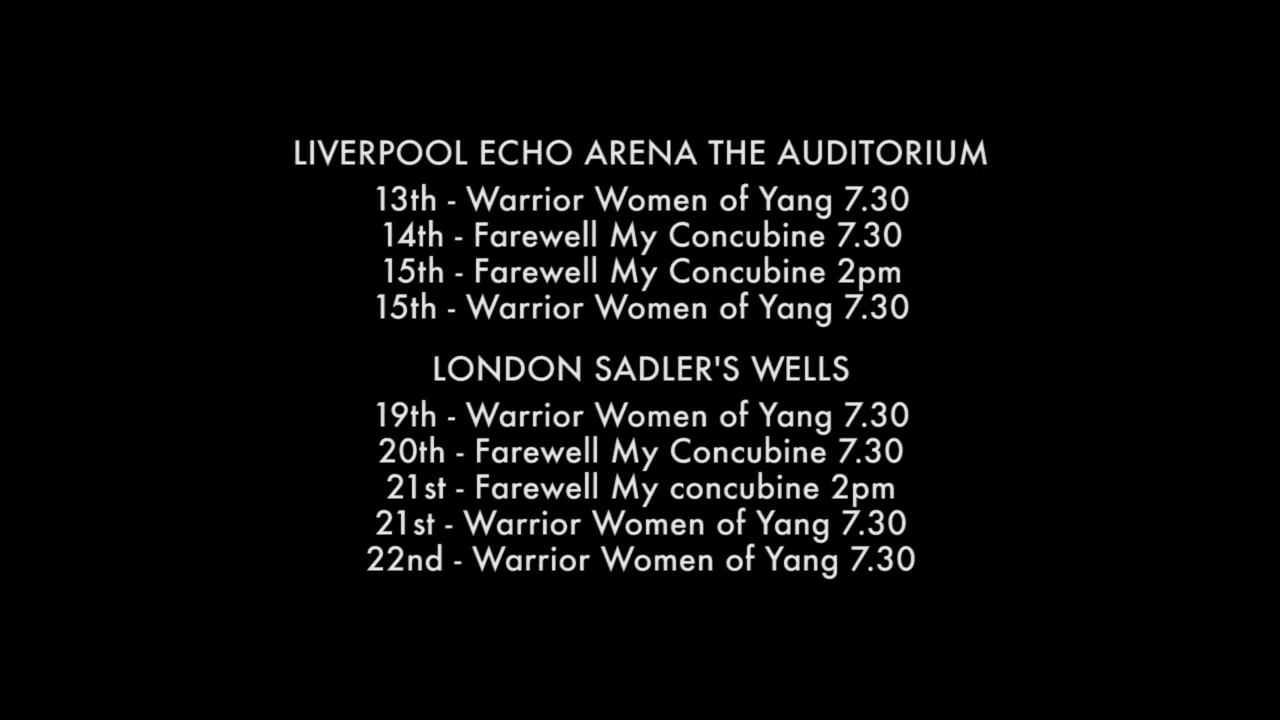 LIVERPOOL ECHO ARENA THE AUDITORIUM
13th - Warrior Women of Yang 7.30
14th - Farewell My Concubine 7.30
15th - Farewell My Concubine 2pm
15th - Warrior Women of Yang 7.30
LONDON SADLER'S WELLS
19th - Warrior Women of Yang 7.30
20th - Farewell My Concubine 7.30
21st - Farewell My concubine 2pm
21st - Warrior Women of Yang 7.30
22nd - Warrior Women of Yang 7.30